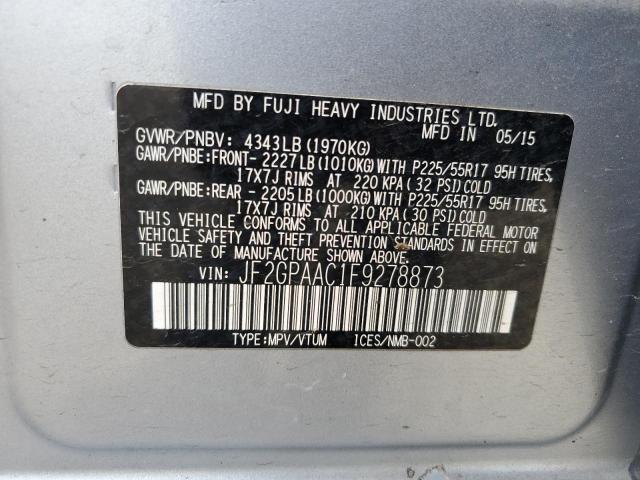 MFD BY FUJI HEAVY INDUSTRIES LTD.
MFD IN 05/15
GVWR/PNBV: 4343LB (1970KG)
GAWR/PNBE:FRONT- 2227LB(1010KG)WITH P225/55R17 95H TIRES,
17X7J RIMS AT 220 KPA ( 32 PSI) COLD
GAWR/PNBE:REAR - 2205LB(1000KG)WITH P225/55R17 95H TIRES,
17X7J RIMS AT 210 KPA ( 30 PSI) COLD
THIS VEHICLE CONFORMS TO ALL APPLICABLE FEDERAL MOTOR
VEHICLE SAFETY AND THEFT PREVENTION STANDARDS IN EFFECT ON
THE DATE OF MANUFACTURE SHOWN ABOVE.
VIN: JF2GPAAC1F9278873
TYPE:MPV/VTUM ICES/NMB-002